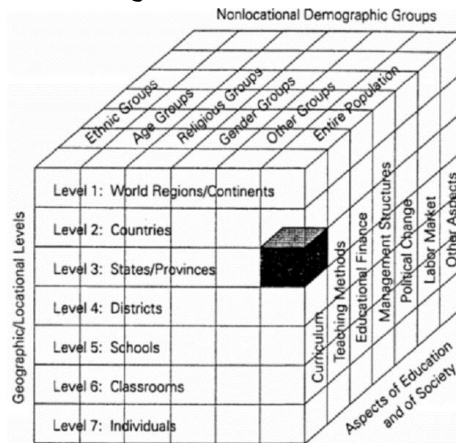 Nonlocational Demographic Groups
Ethnic Groups
Age Groups
Religious Groups
Gender Groups
Other Groups
Entire Population
Geographic/Locational Levels
Level 1: World Regions/Continents
Level 2: Countries
Level 3: States/Provinces
Level 4: Districts
Level 5: Schools
Level 6: Classrooms
Level 7: Individuals
Curriculum
Teaching Methods
Educational Finance
Management Structures
Political Change
Labor Market
Other Aspects
Aspects of Education
and of Society